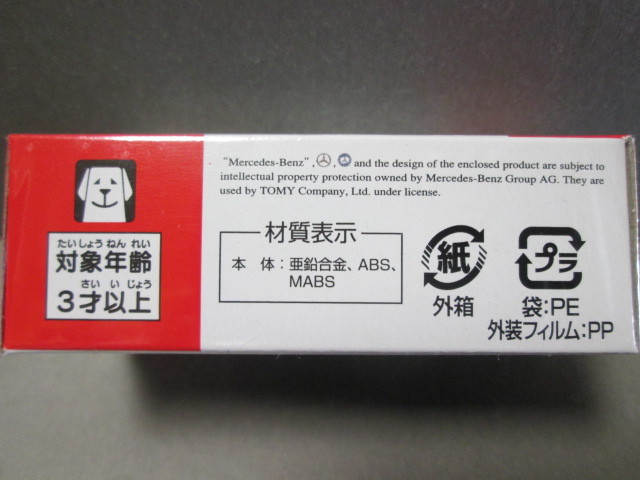 たいしょう ねん れい
対象年齢
さい い じょう
3才以上
"Mercedes-Benz", , and the design of the enclosed product are subject to
intellectual property protection owned by Mercedes-Benz Group AG. They are
used by TOMY Company, Ltd. under license.
材質表示
本 体：亜鉛合金、ABS、
MABS
紙
外箱
プラ
袋：PE
外装フィルム：PP